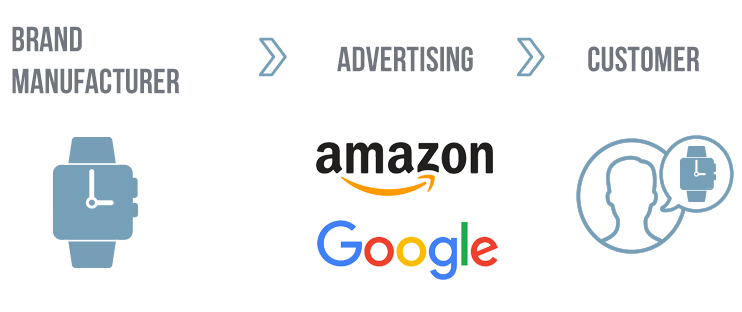 BRAND
MANUFACTURER
ADVERTISING
CUSTOMER
amazon
Google